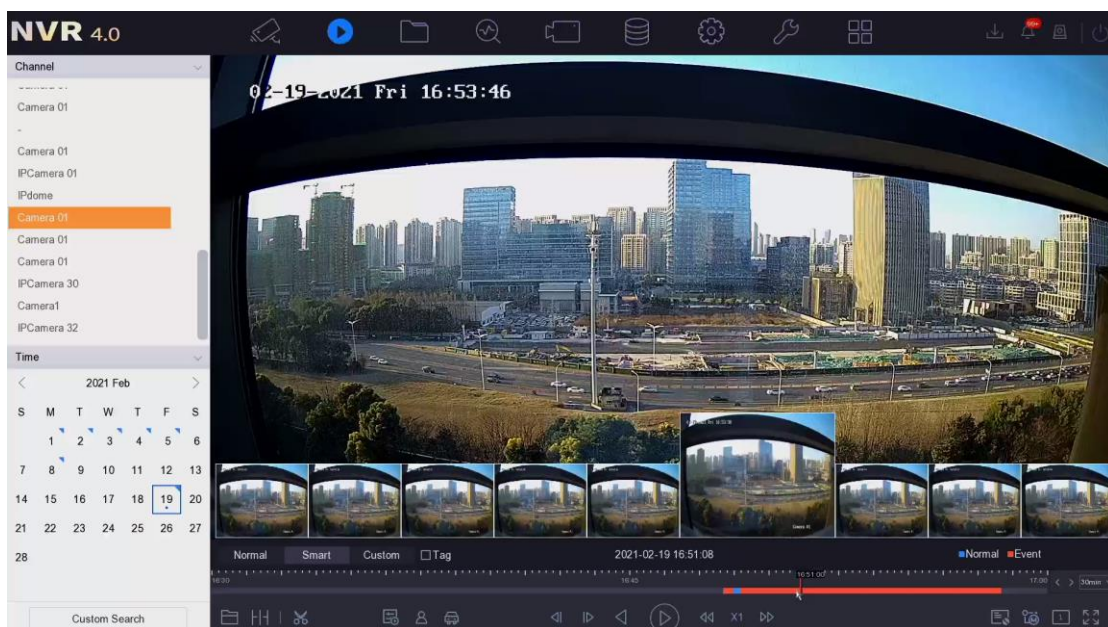 NVR 4.0
99+
Channel
Camera 01
-
Camera 01
IPCamera 01
IPdome
Camera 01
Camera 01
Camera 01
IPCamera 30
Camera1
IPCamera 32
Time
2021 Feb
S M T W T F S
1 2 3 4 5 6
7 8 9 10 11 12 13
14 15 16 17 18 19 20
21 22 23 24 25 26 27
28
Custom Search
02-19-2021 Fri 16:53:46
Normal Smart Custom Tag 2021-02-19 16:51:08 Normal Event
16:30 16:45 16:51:00 17:00 30min
X1 1